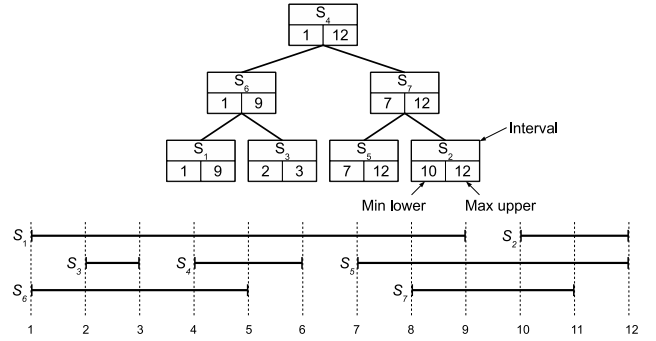 S4
1 12
S6 S7
1 9 7 12
Interval
S1 S3 S5 S2
1 9 2 3 7 12 10 12
Min lower Max upper
S1 S2
S3 S4 S5
S6 S7
1 2 3 4 5 6 7 8 9 10 11 12